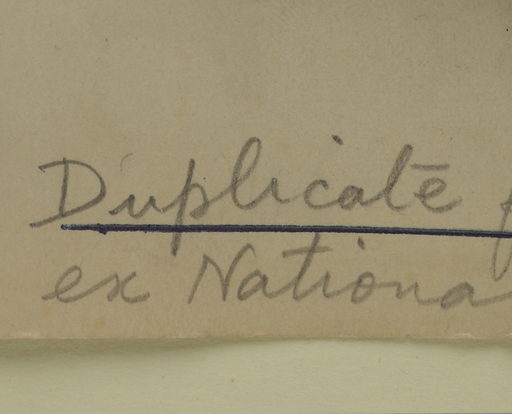 Duplicate
ex Nationa